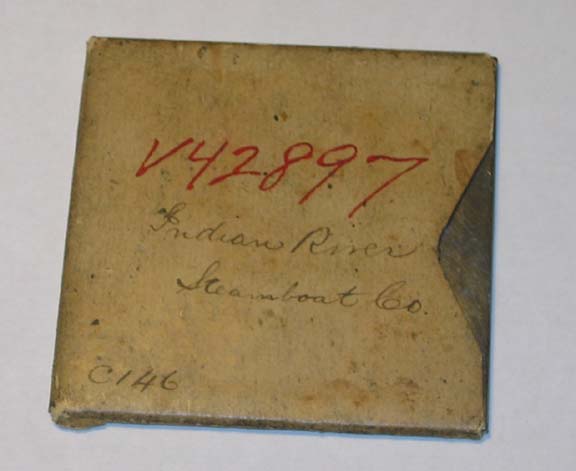 V42897
Indian River
Steamboat Co.
C146